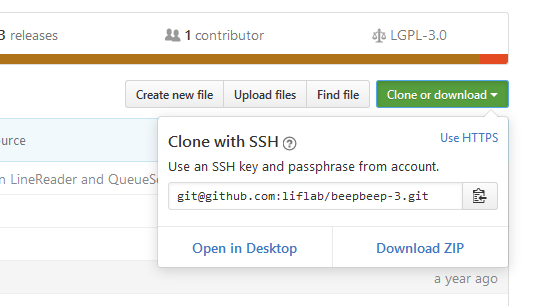 3 releases
1 contributor
LGPL-3.0
Create new file
Upload files
Find file
Clone or download
ource
Clone with SSH
Use HTTPS
Use an SSH key and passphrase from account.
n LineReader and QueueSo
git@github.com:liflab/beepbeep-3.git
Open in Desktop
Download ZIP
a year ago